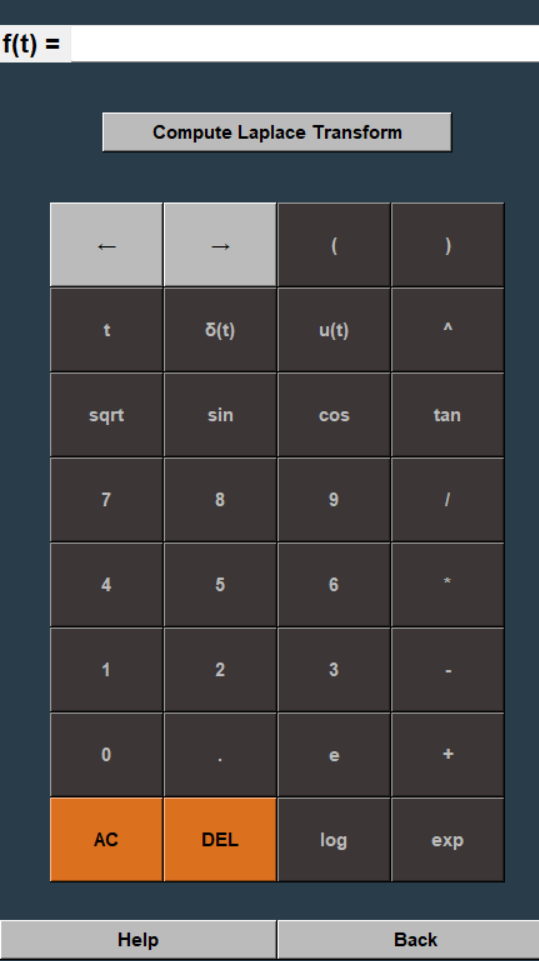 f(t) =
Compute Laplace Transform
← → ( )
t δ(t) u(t) ^
sqrt sin cos tan
7 8 9 /
4 5 6 *
1 2 3 -
0 . e +
AC DEL log exp
Help Back